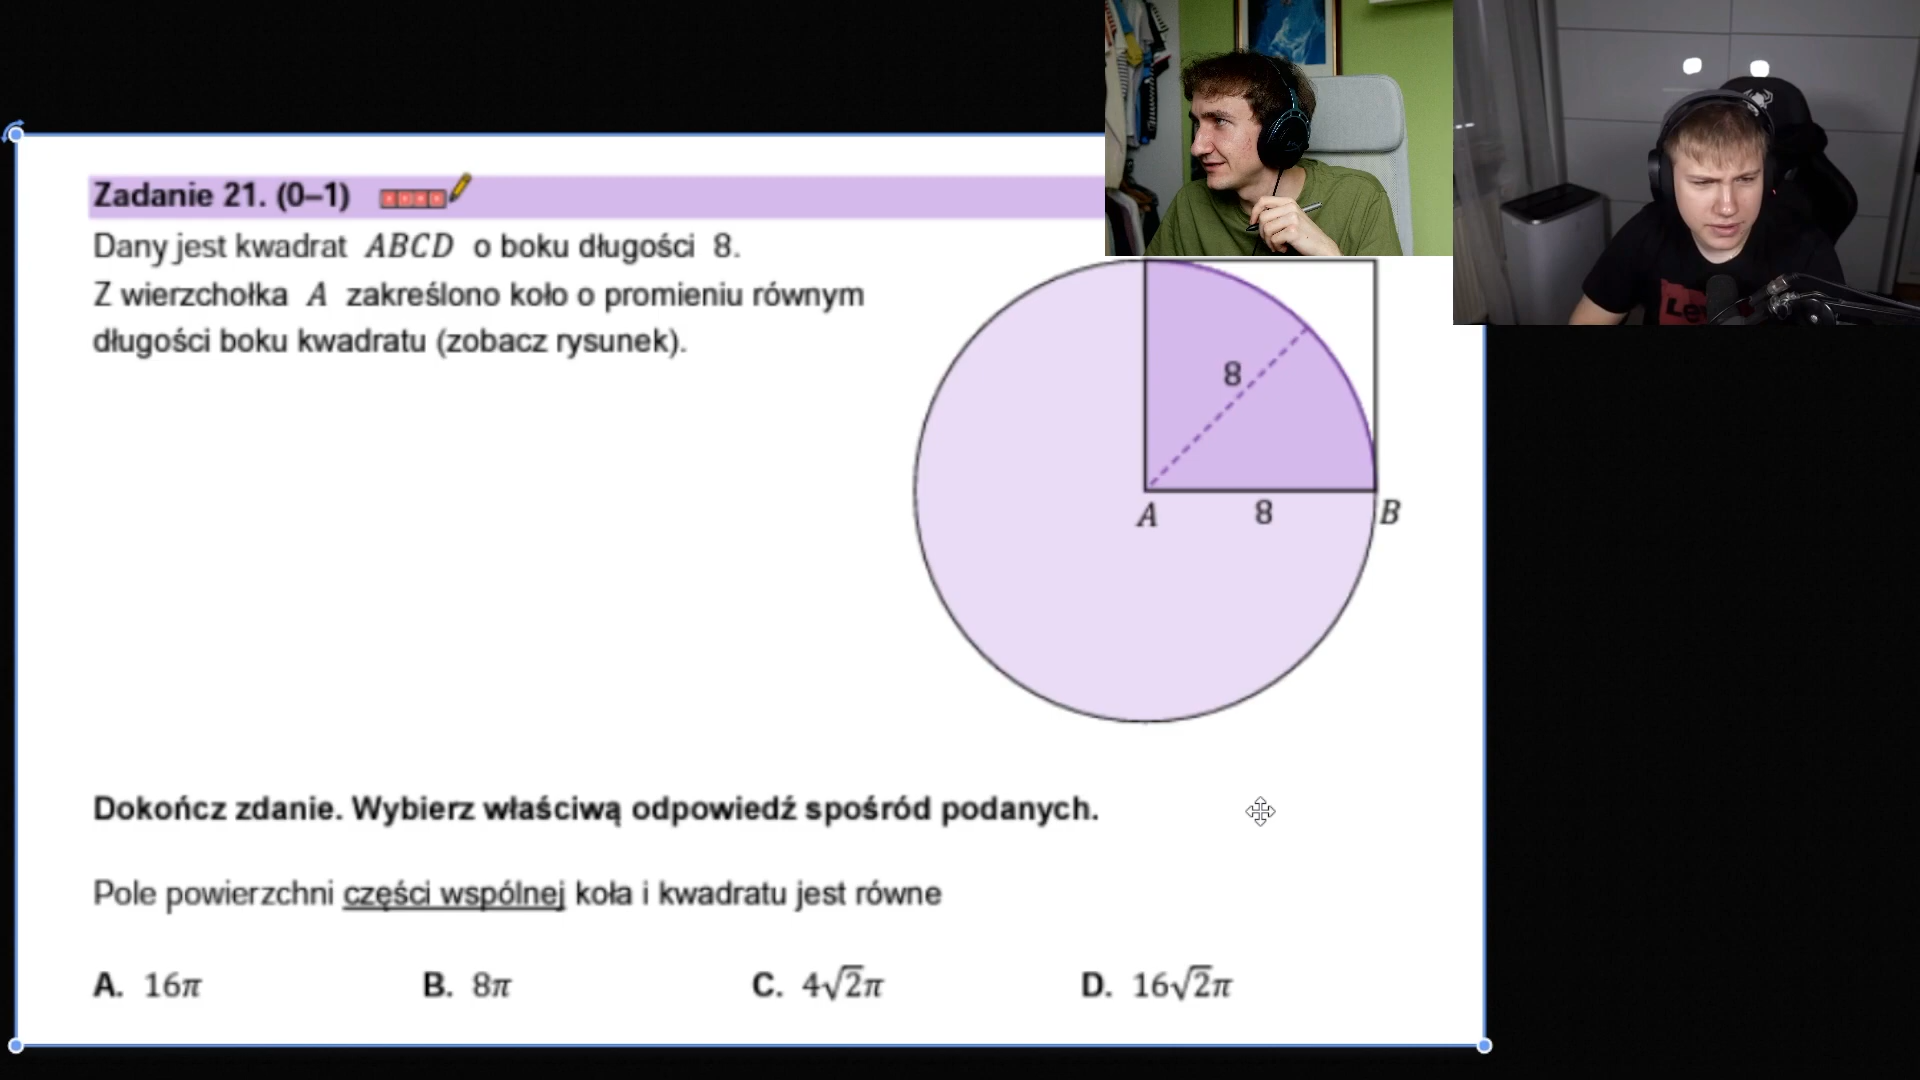 Zadanie 21. (0–1)
Dany jest kwadrat ABCD o boku długości 8.
Z wierzchołka A zakreślono koło o promieniu równym
długości boku kwadratu (zobacz rysunek).
8
A 8 B
Dokończ zdanie. Wybierz właściwą odpowiedź spośród podanych.
Pole powierzchni części wspólnej koła i kwadratu jest równe
A. 16π B. 8π C. 4√2π D. 16√2π